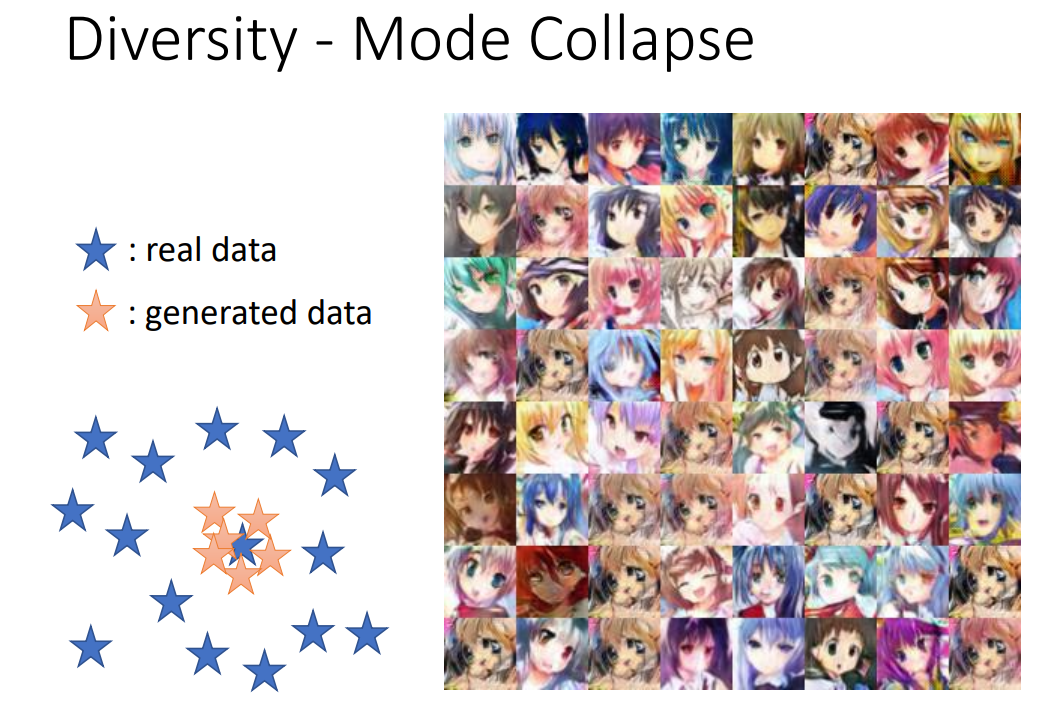 Diversity - Mode Collapse
: real data
: generated data